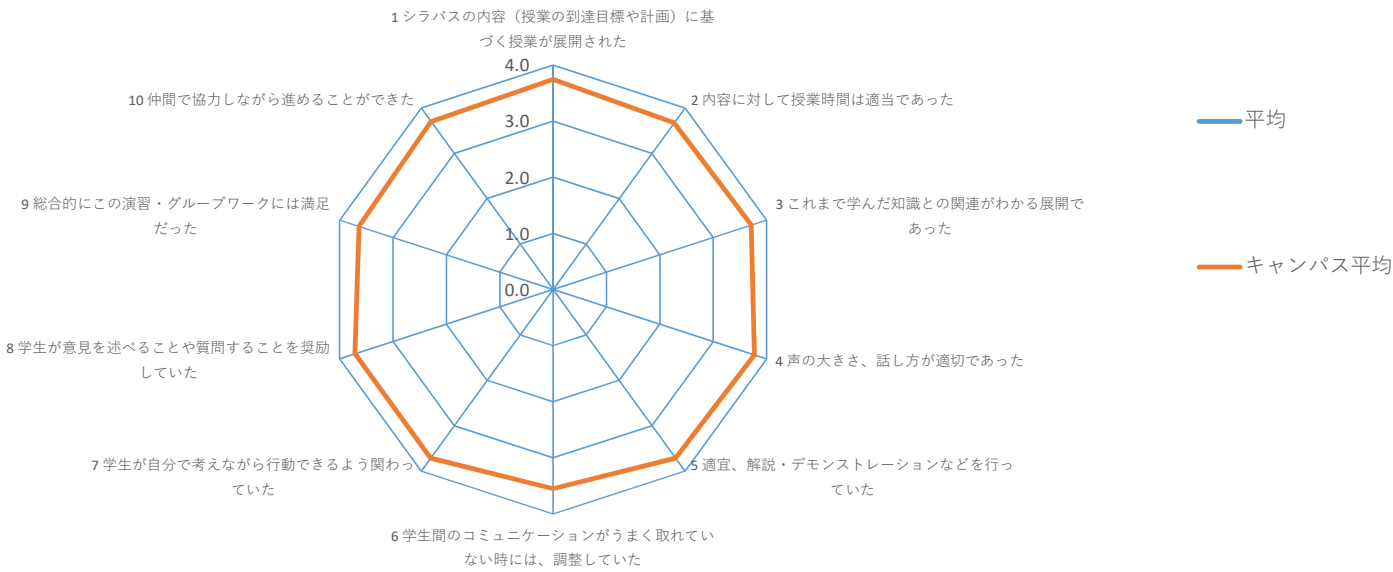 1 シラバスの内容（授業の到達目標や計画）に基
づく授業が展開された
2 内容に対して授業時間は適当であった
3 これまで学んだ知識との関連がわかる展開で
あった
4 声の大きさ、話し方が適切であった
5 適宜、解説・デモンストレーションなどを行っ
ていた
6 学生間のコミュニケーションがうまく取れてい
ない時には、調整していた
7 学生が自分で考えながら行動できるよう関わっ
ていた
8 学生が意見を述べることや質問することを奨励
していた
9 総合的にこの演習・グループワークには満足
だった
10 仲間で協力しながら進めることができた
4.0
3.0
2.0
1.0
0.0
平均
キャンパス平均